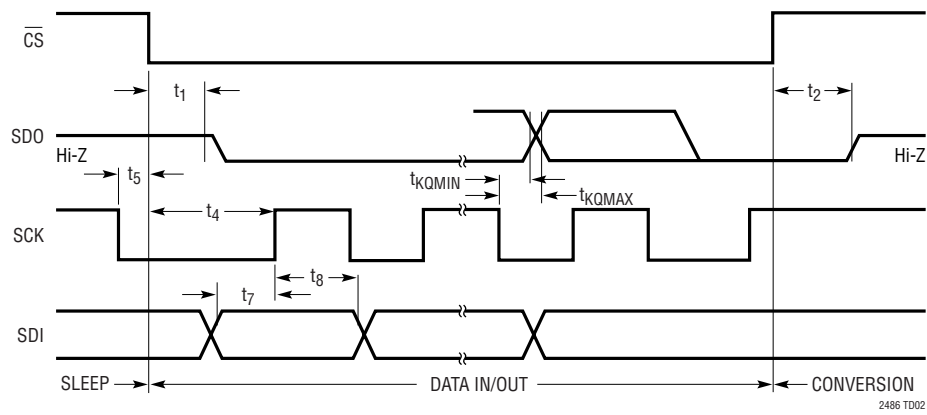 CS
t1
t2
SDO
Hi-Z
Hi-Z
t5
tKQMIN
tKQMAX
t4
SCK
t8
t7
SDI
SLEEP
DATA IN/OUT
CONVERSION
2486 TD02